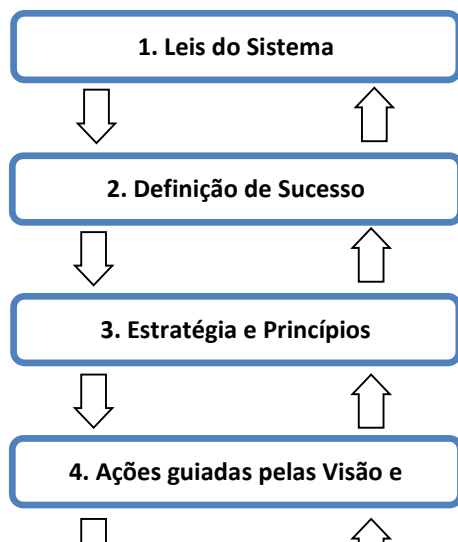 1. Leis do Sistema
2. Definição de Sucesso
3. Estratégia e Princípios
4. Ações guiadas pelas Visão e